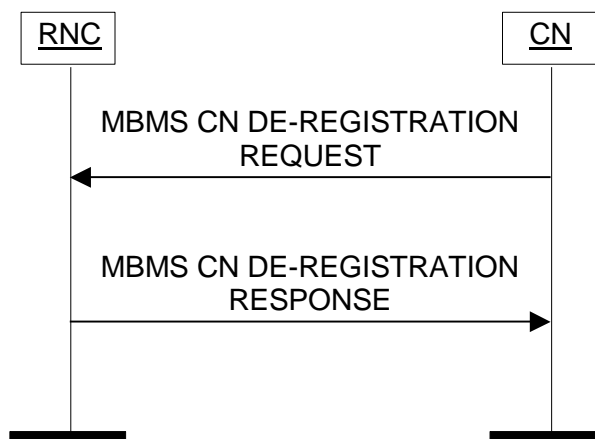 RNC
CN
MBMS CN DE-REGISTRATION
REQUEST
MBMS CN DE-REGISTRATION
RESPONSE